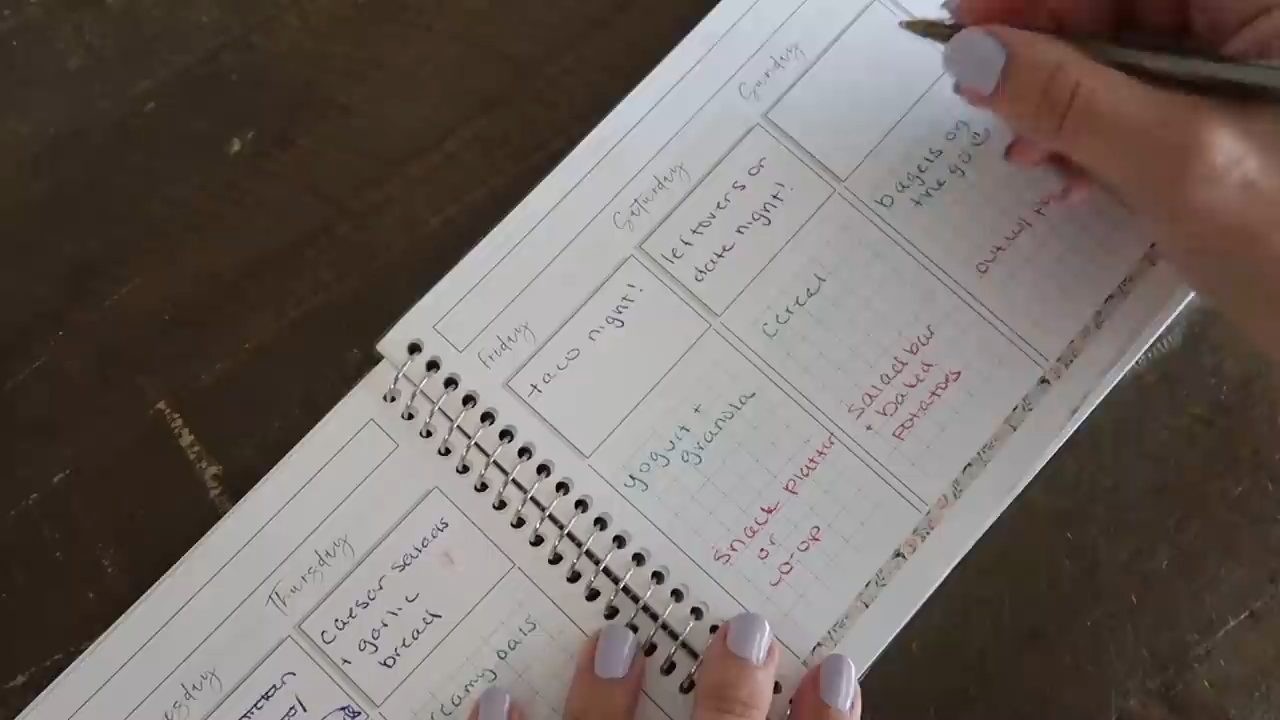 Thursday
caesar salads
+ garlic
bread
Friday
taco night!
yogurt +
granola
snack platter
or
co-op
Saturday
leftovers or
date night!
cereal
salad bar
+ baked
potatoes
Sunday
bagels on
the go